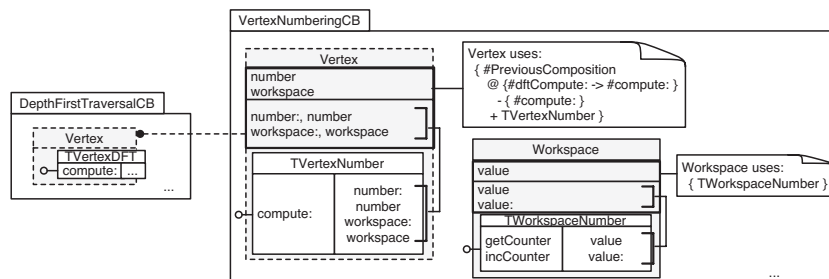 VertexNumberingCB
Vertex
number
workspace
number:, number
workspace:, workspace
TVertexNumber
compute:
number:
number
workspace:
workspace
Vertex uses:
{ #PreviousComposition
@ {#dftCompute: -> #compute: }
- { #compute: }
+ TVertexNumber }
DepthFirstTraversalCB
Vertex
TVertexDFT
compute: ...
...
Workspace
value
value
value:
TWorkspaceNumber
getCounter value
incCounter value:
Workspace uses:
{ TWorkspaceNumber }
...